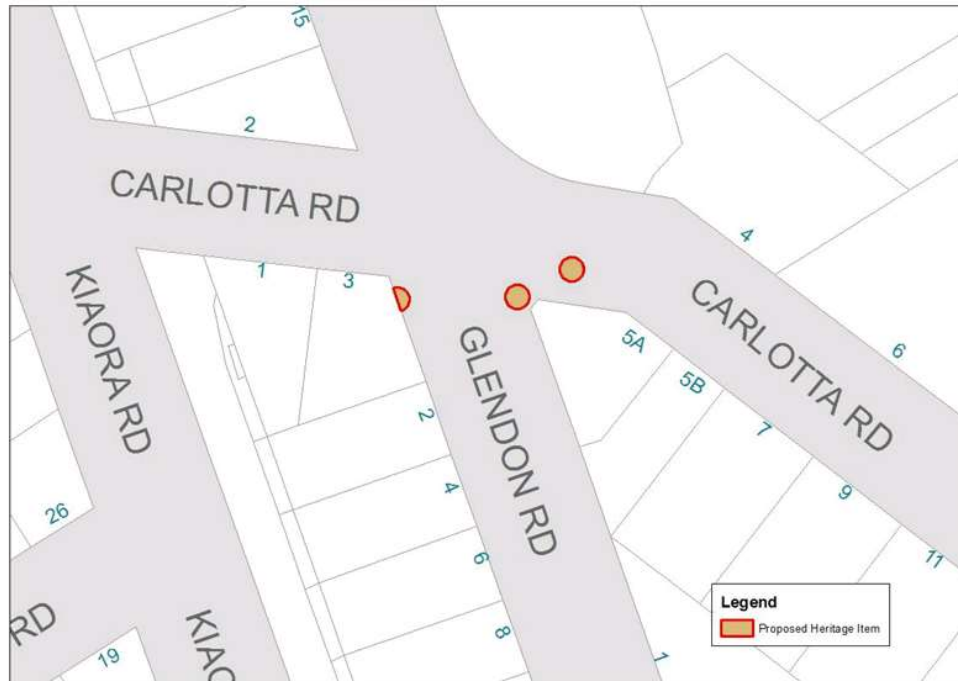 15
2
CARLOTTA RD
1
3
4
KIAORA RD
GLENDON RD
CARLOTTA RD
5A
5B
6
7
2
4
9
26
6
11
8
RD
19
KIAO
1
Legend
Proposed Heritage Item